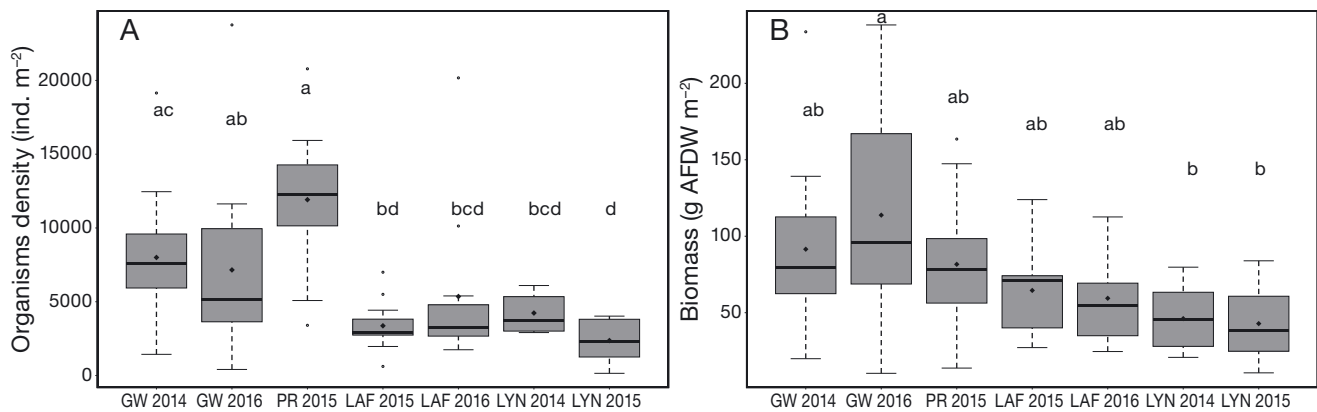 A
Organisms density (ind. m⁻²)
20000
15000
10000
5000
0
ac
ab
a
bd
bcd
bcd
d
GW 2014
GW 2016
PR 2015
LAF 2015
LAF 2016
LYN 2014
LYN 2015
B
Biomass (g AFDW m⁻²)
200
150
100
50
ab
a
ab
ab
ab
b
b
GW 2014
GW 2016
PR 2015
LAF 2015
LAF 2016
LYN 2014
LYN 2015